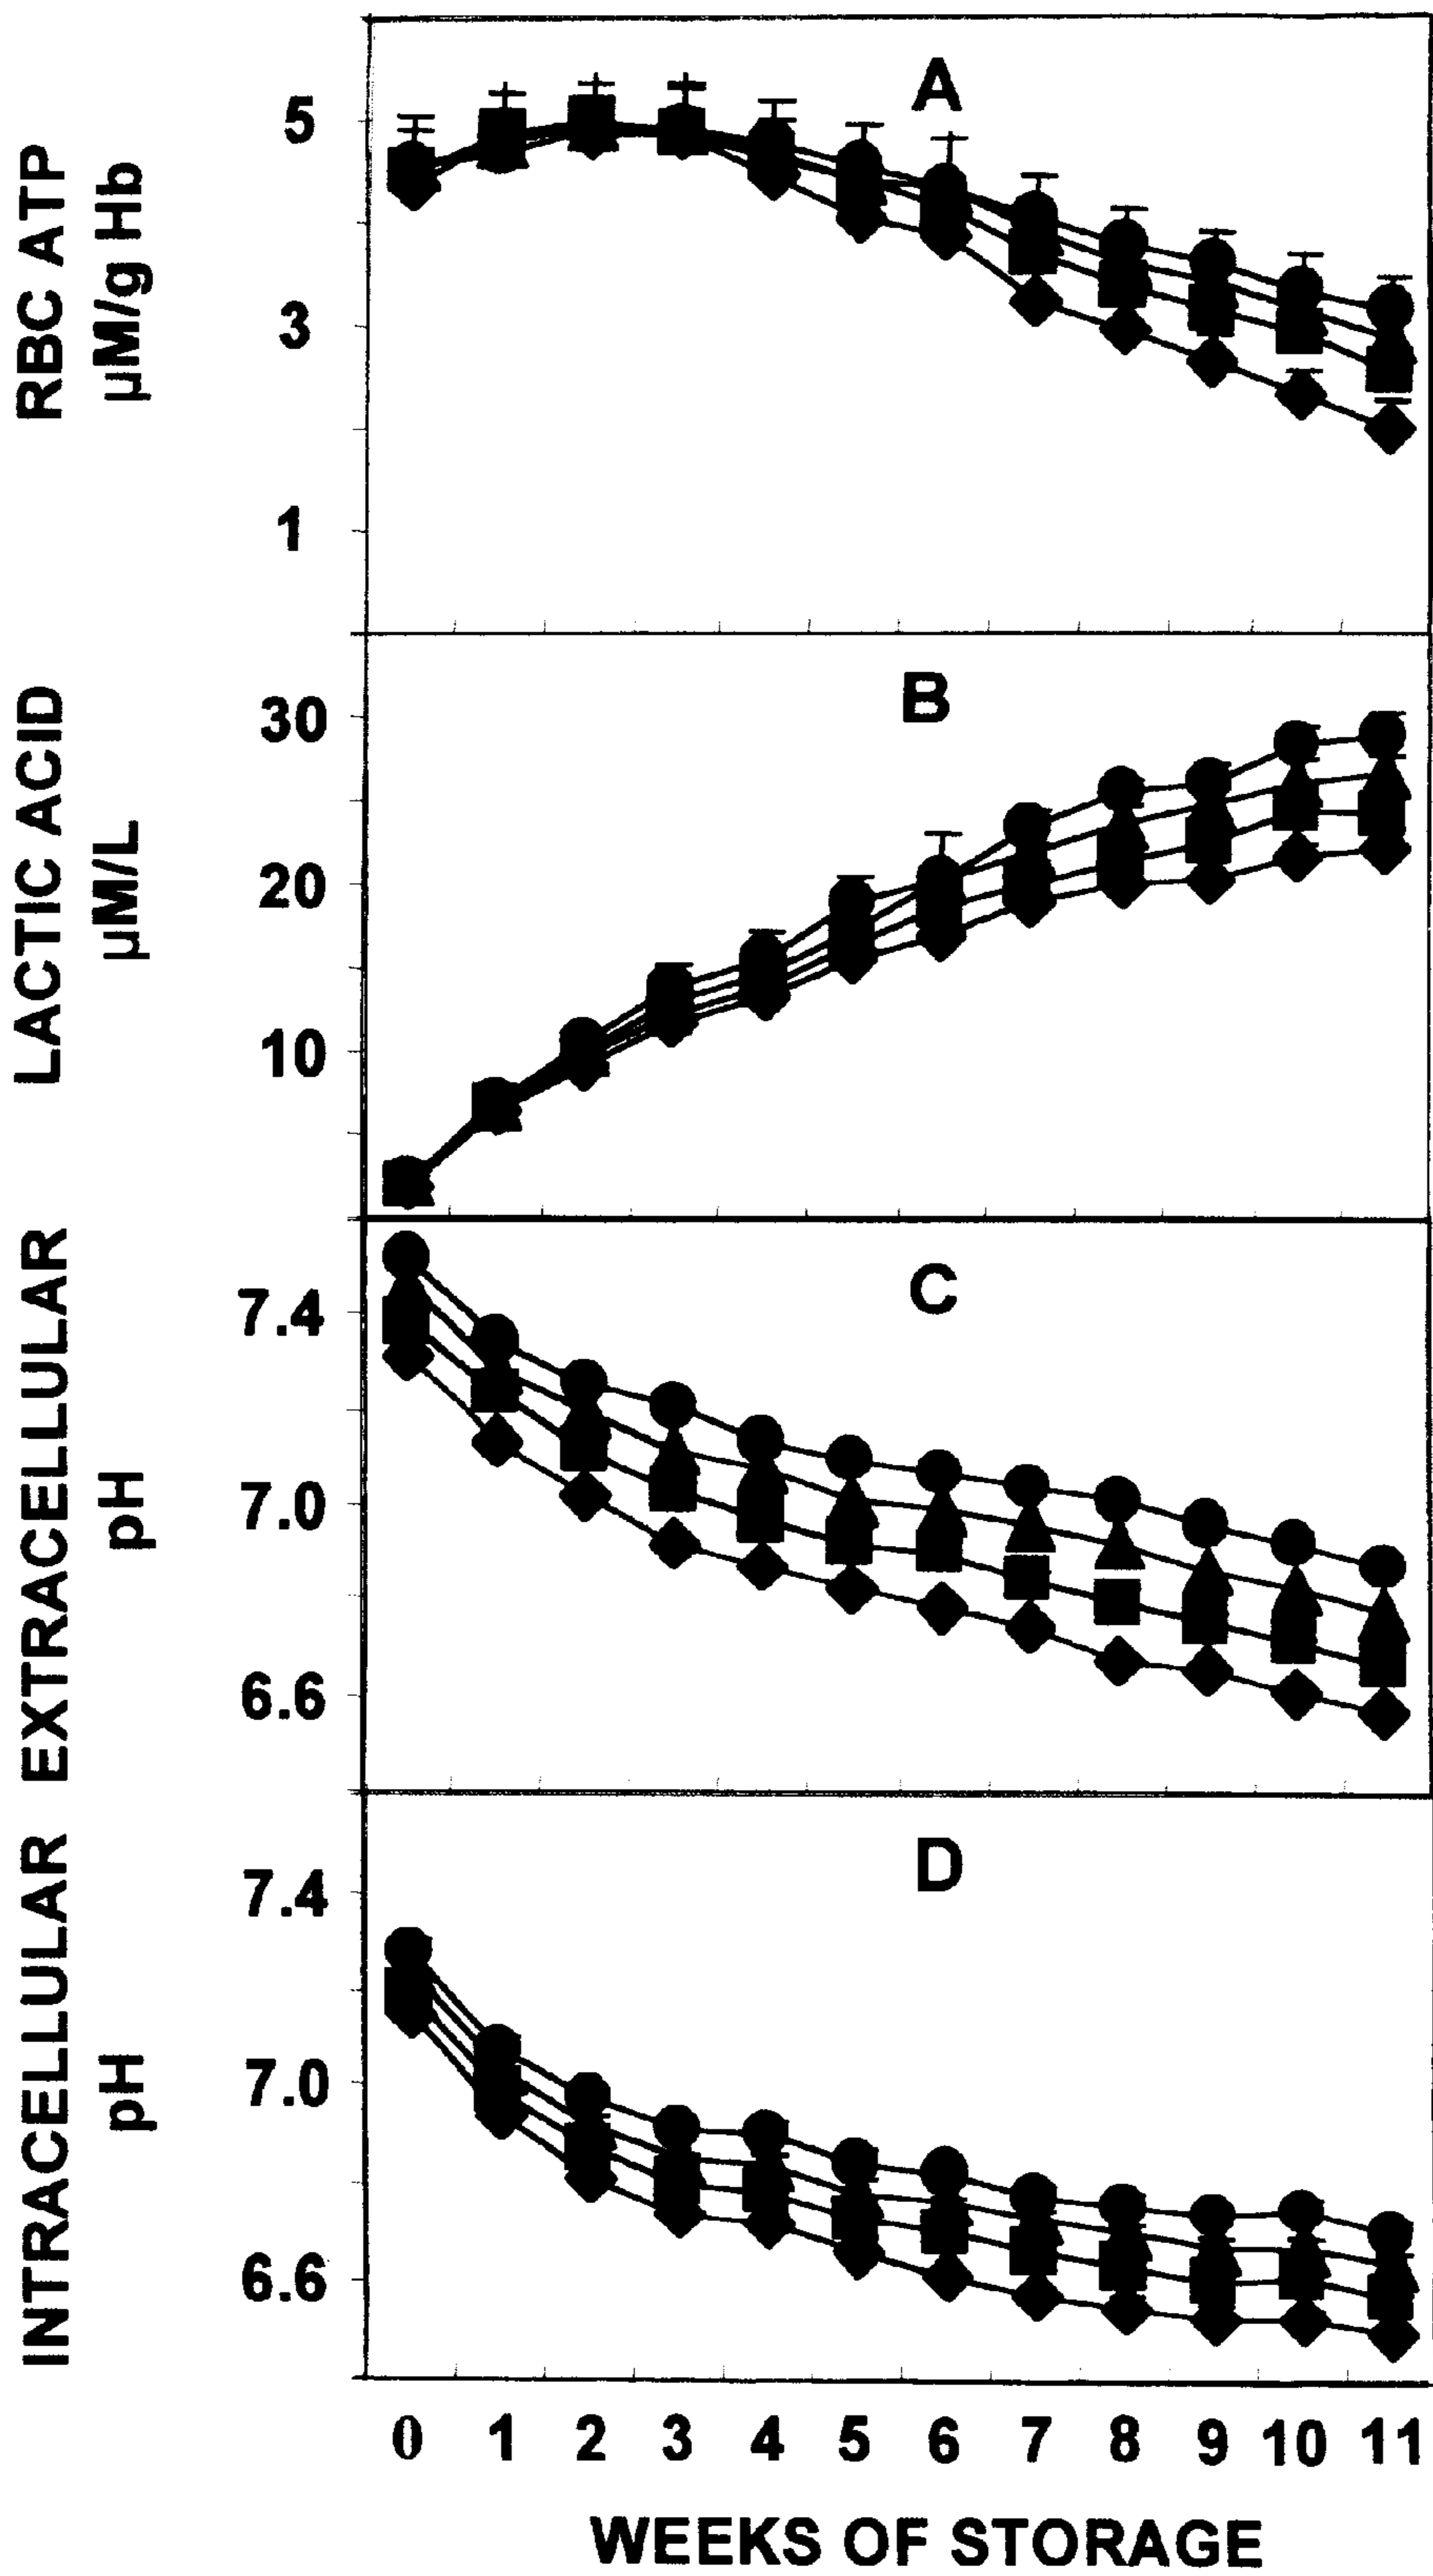 A
RBC ATP
µM/g Hb
5
3
1
B
LACTIC ACID
µM/L
30
20
10
C
EXTRACELLULAR
pH
7.4
7.0
6.6
D
INTRACELLULAR
pH
7.4
7.0
6.6
0 1 2 3 4 5 6 7 8 9 10 11
WEEKS OF STORAGE